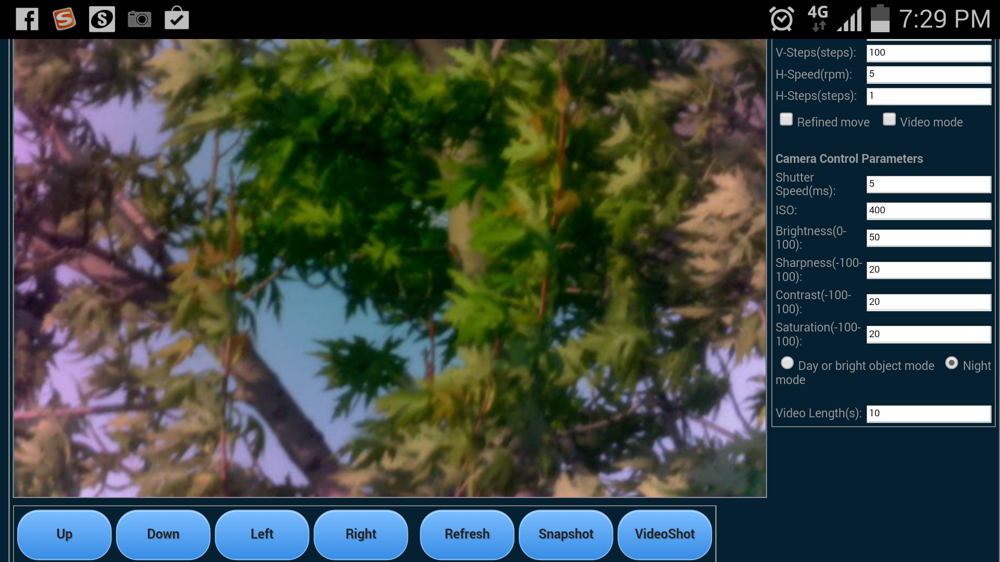 4G 7:29 PM
V-Steps(steps): 100
H-Speed(rpm): 5
H-Steps(steps): 1
Refined move Video mode
Camera Control Parameters
Shutter
Speed(ms): 5
ISO: 400
Brightness(0-
100): 50
Sharpness(-100-
100): 20
Contrast(-100-
100): 20
Saturation(-100-
100): 20
Day or bright object mode Night
mode
Video Length(s): 10
Up Down Left Right Refresh Snapshot VideoShot